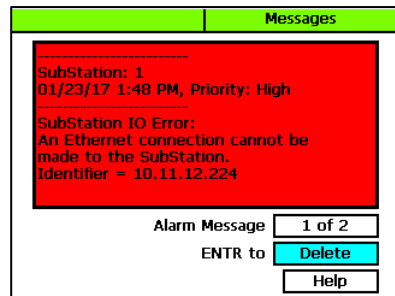 Messages
-------------------------
SubStation: 1
01/23/17 1:48 PM, Priority: High
-------------------------
SubStation IO Error:
An Ethernet connection cannot be
made to the SubStation.
Identifier = 10.11.12.224
Alarm Message 1 of 2
ENTR to Delete
Help